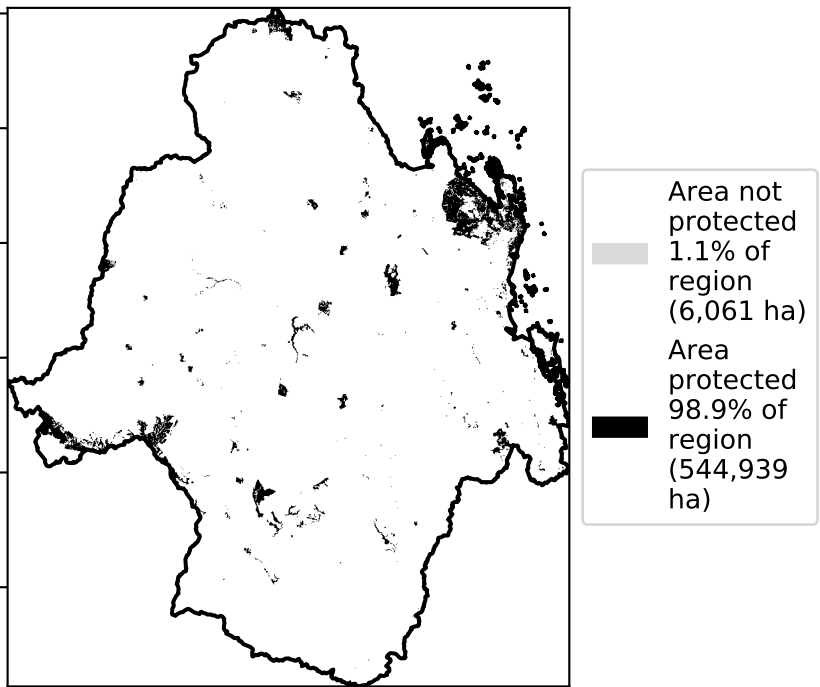 Area not
protected
1.1% of
region
(6,061 ha)
Area
protected
98.9% of
region
(544,939
ha)